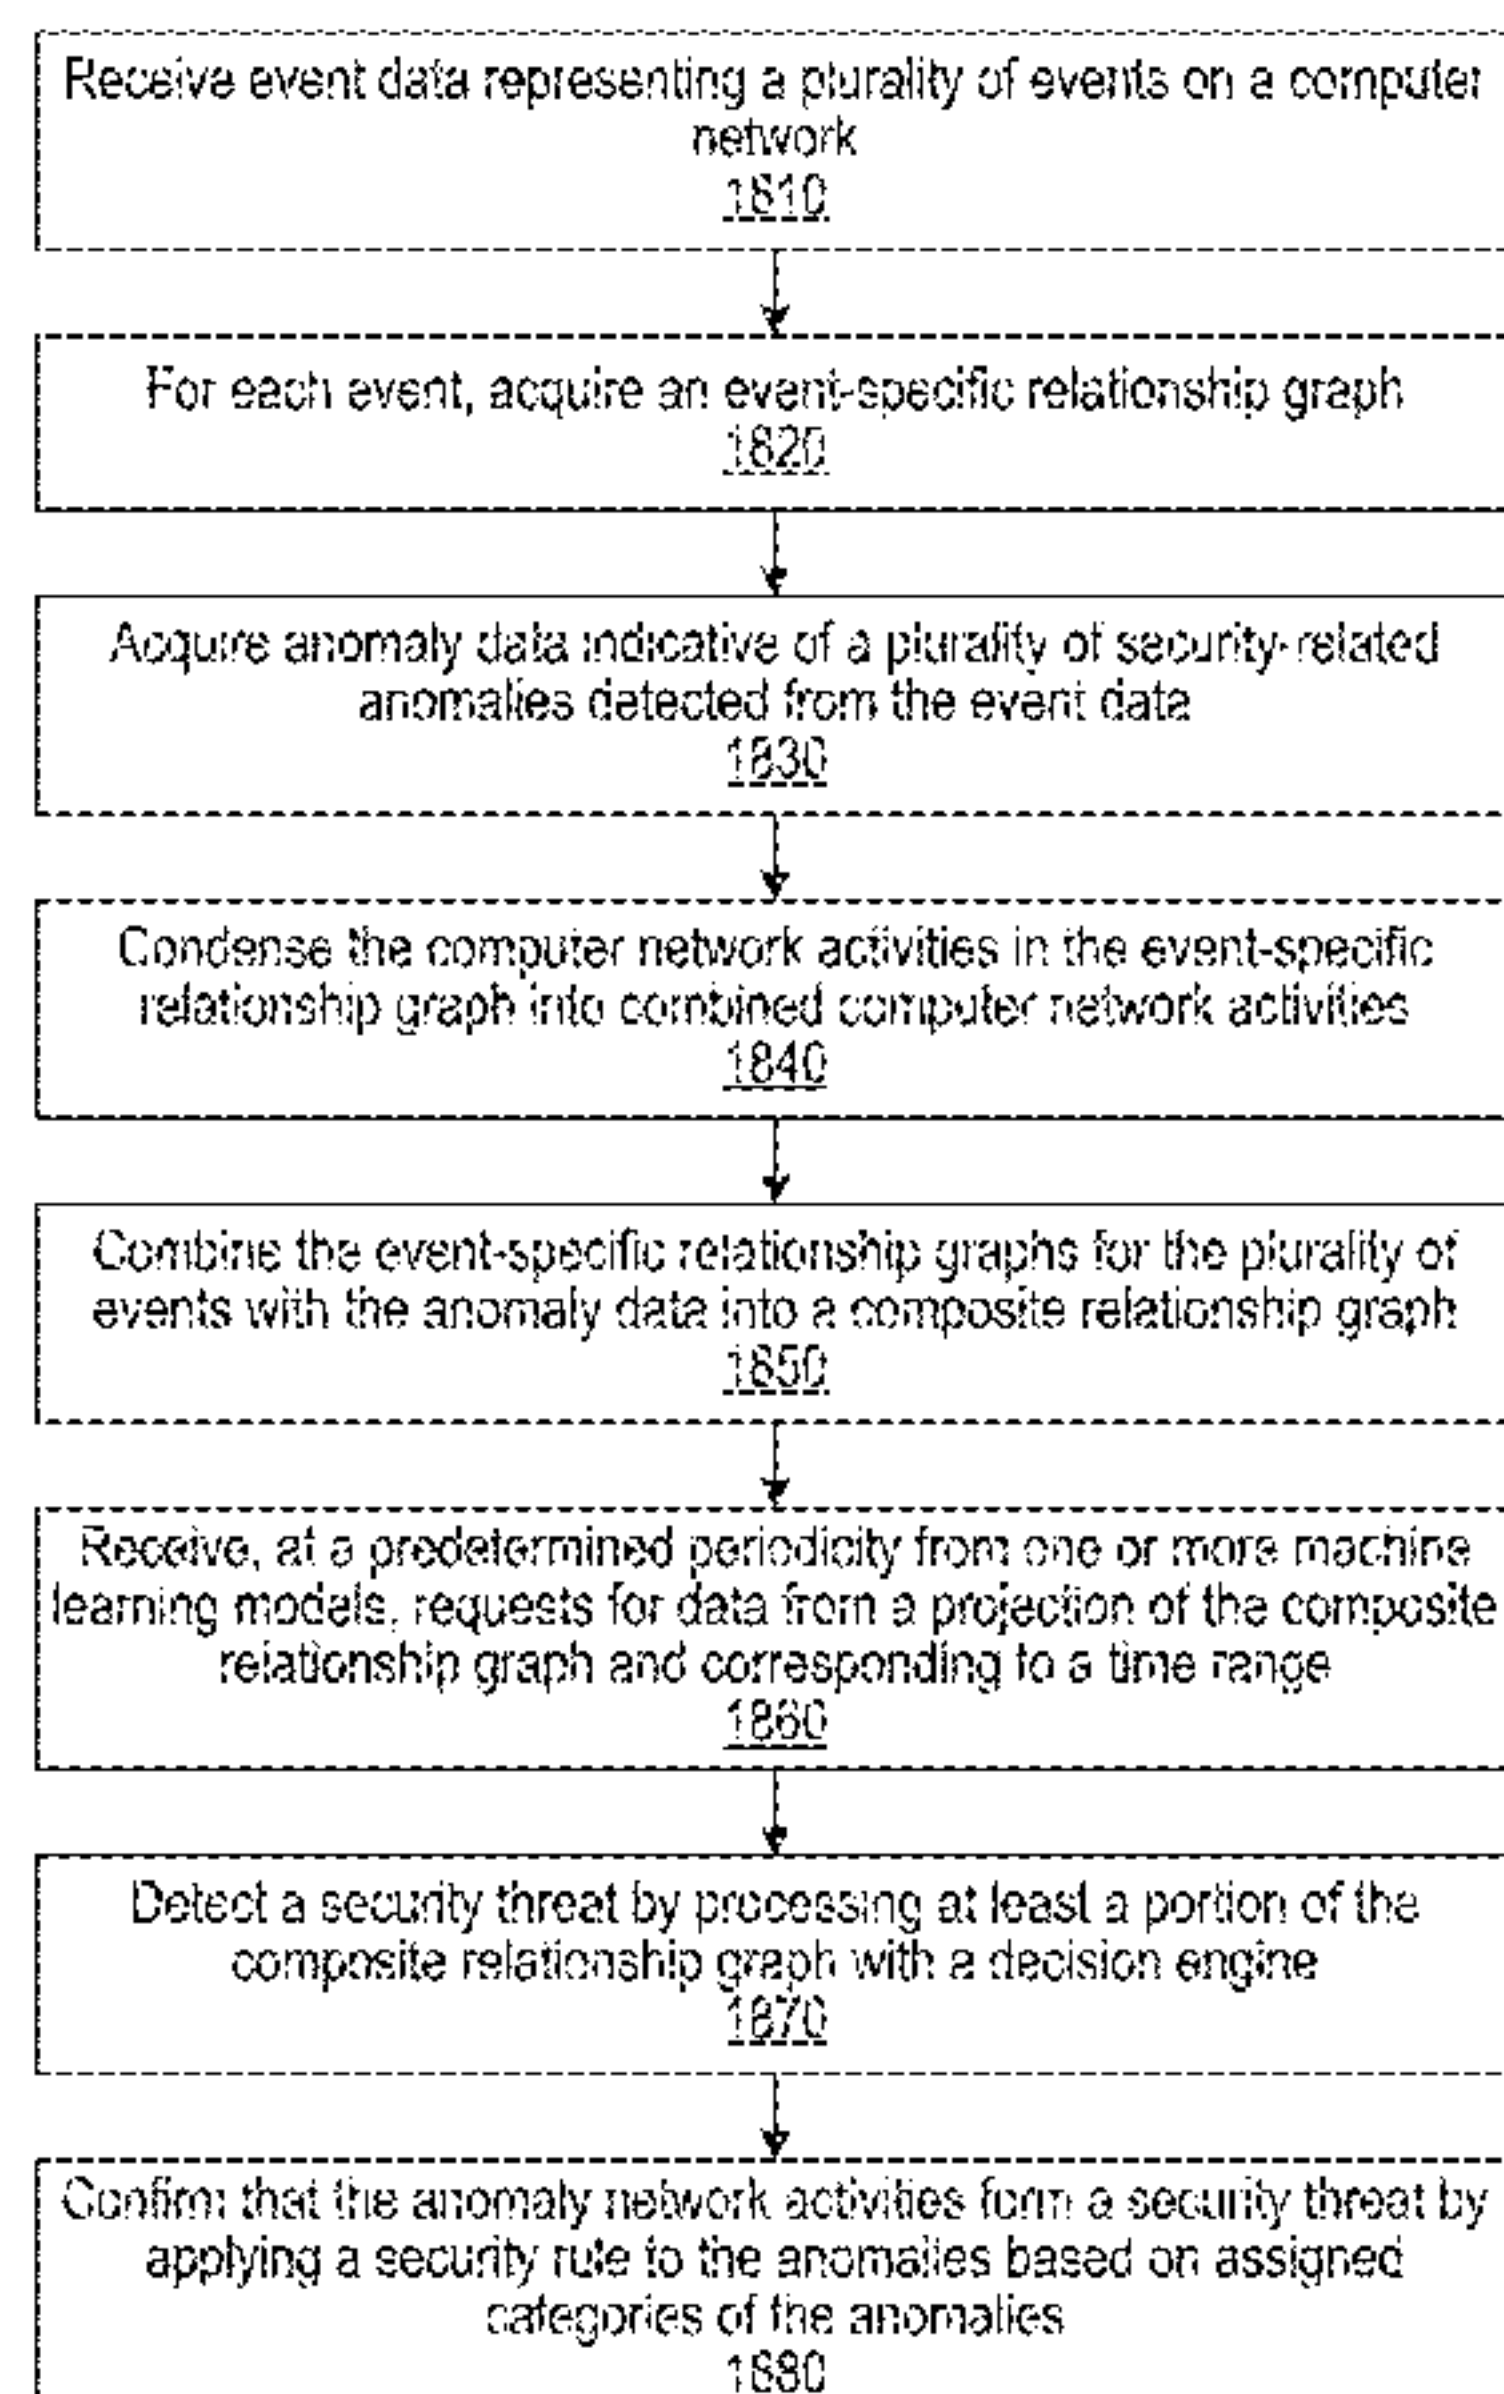 Receive event data representing a plurality of events on a computer
network
1810
For each event, acquire an event-specific relationship graph
1820
Acquire anomaly data indicative of a plurality of security-related
anomalies detected from the event data
1830
Condense the computer network activities in the event-specific
relationship graph into combined computer network activities
1840
Combine the event-specific relationship graphs for the plurality of
events with the anomaly data into a composite relationship graph
1850
Receive, at a predetermined periodicity from one or more machine
learning models, requests for data from a projection of the composite
relationship graph and corresponding to a time range
1860
Detect a security threat by processing at least a portion of the
composite relationship graph with a decision engine
1870
Confirm that the anomaly network activities form a security threat by
applying a security rule to the anomalies based on assigned
categories of the anomalies
1880